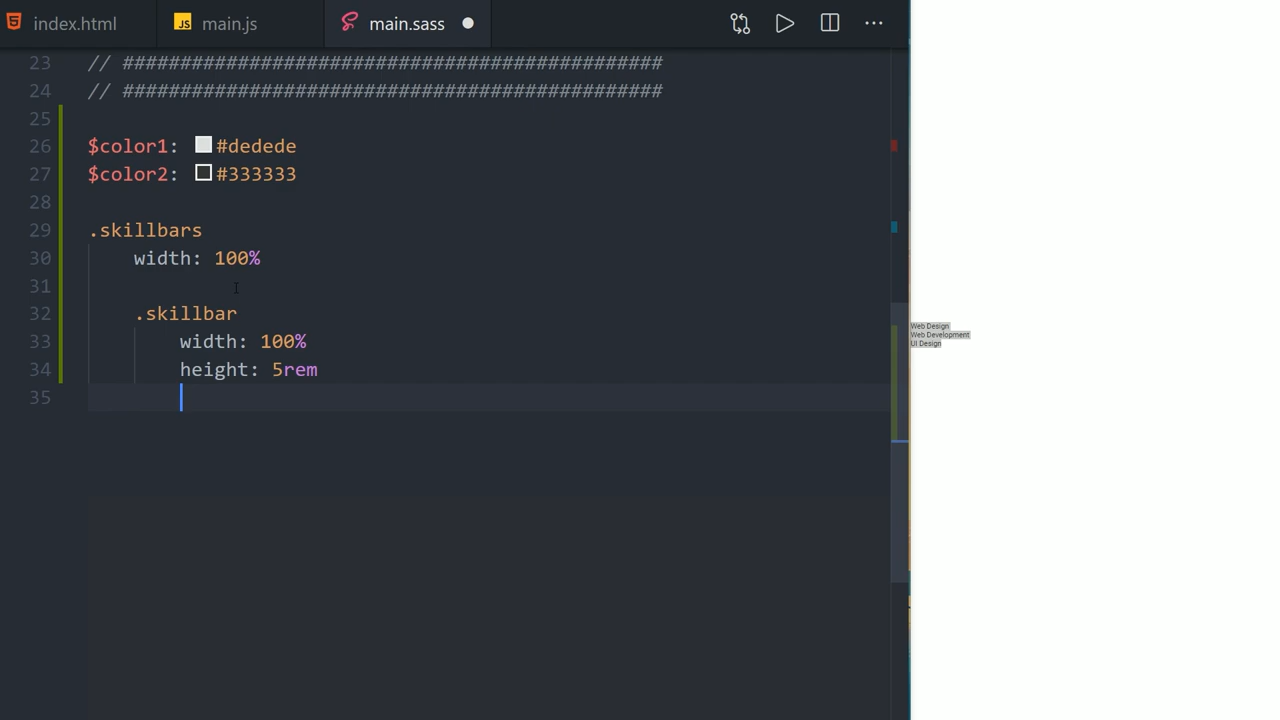 index.html
JS main.js
main.sass
23 // ###############################################
24 // ###############################################
25
26 $color1: #dedede
27 $color2: #333333
28
29 .skillbars
30 width: 100%
31
32 .skillbar
33 width: 100%
34 height: 5rem
35
Web Design
Web Development
UI Design